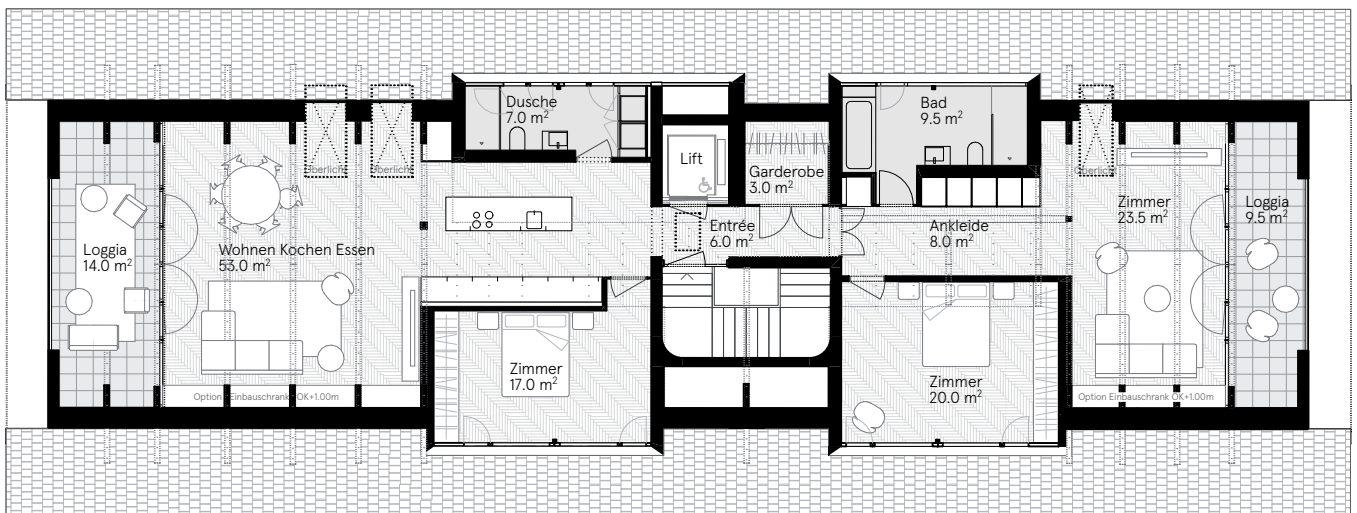 Dusche
7.0 m²
Bad
9.5 m²
Lift
Garderobe
3.0 m²
Überlicht
Überlicht
Überlicht
Zimmer
23.5 m²
Loggia
9.5 m²
Entrée
6.0 m²
Ankleide
8.0 m²
Loggia
14.0 m²
Wohnen Kochen Essen
53.0 m²
Zimmer
17.0 m²
Zimmer
20.0 m²
Option Einbauschrank OK+1.00m
Option Einbauschrank OK+1.00m